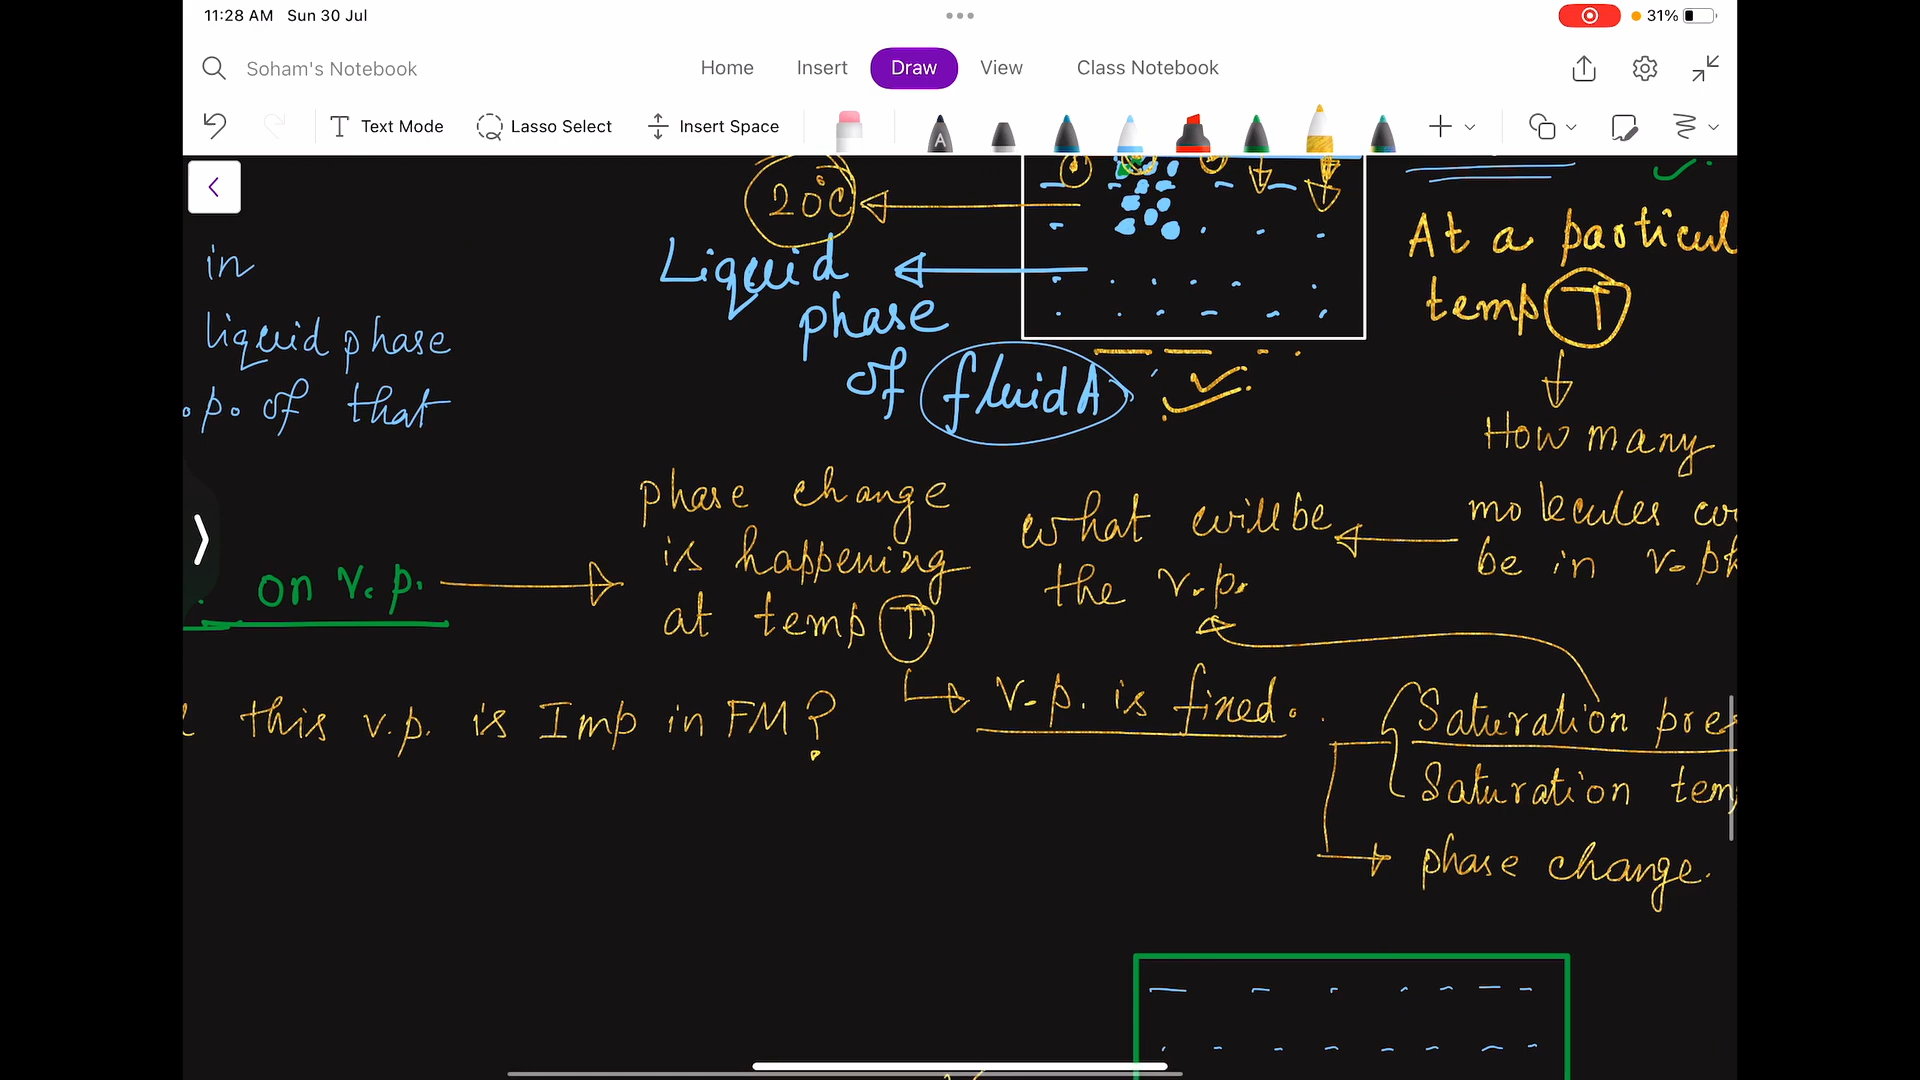 11:28 AM Sun 30 Jul
31%
Soham's Notebook
Home Insert Draw View Class Notebook
Text Mode Lasso Select Insert Space
A
20°C
At a particul
in
Liquid
temp T
phase
liquid phase
of fluid A
.p. of that
How many
phase change
what will be
molecules co
is happening
be in v.ph
the v.p.
on v.p.
at temp T
v.p. is fixed.
Saturation pres
this v.p. is Imp in FM?
Saturation tem
phase change.